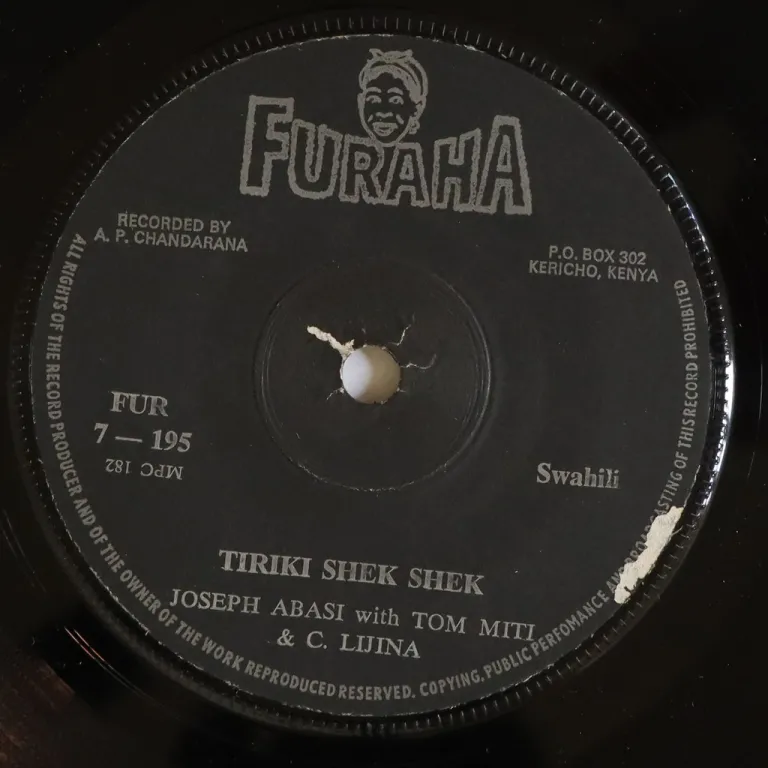 FURAHA
RECORDED BY
A. P. CHANDARANA
P.O. BOX 302
KERICHO, KENYA
FUR
7 — 195
MPC 182
Swahili
TIRIKI SHEK SHEK
JOSEPH ABASI with TOM MITI
& C. LIJINA
ALL RIGHTS OF THE RECORD PRODUCER AND OF THE OWNER OF THE WORK REPRODUCED RESERVED. COPYING, PUBLIC PERFOMANCE AND OF THIS RECORD PROHIBITED